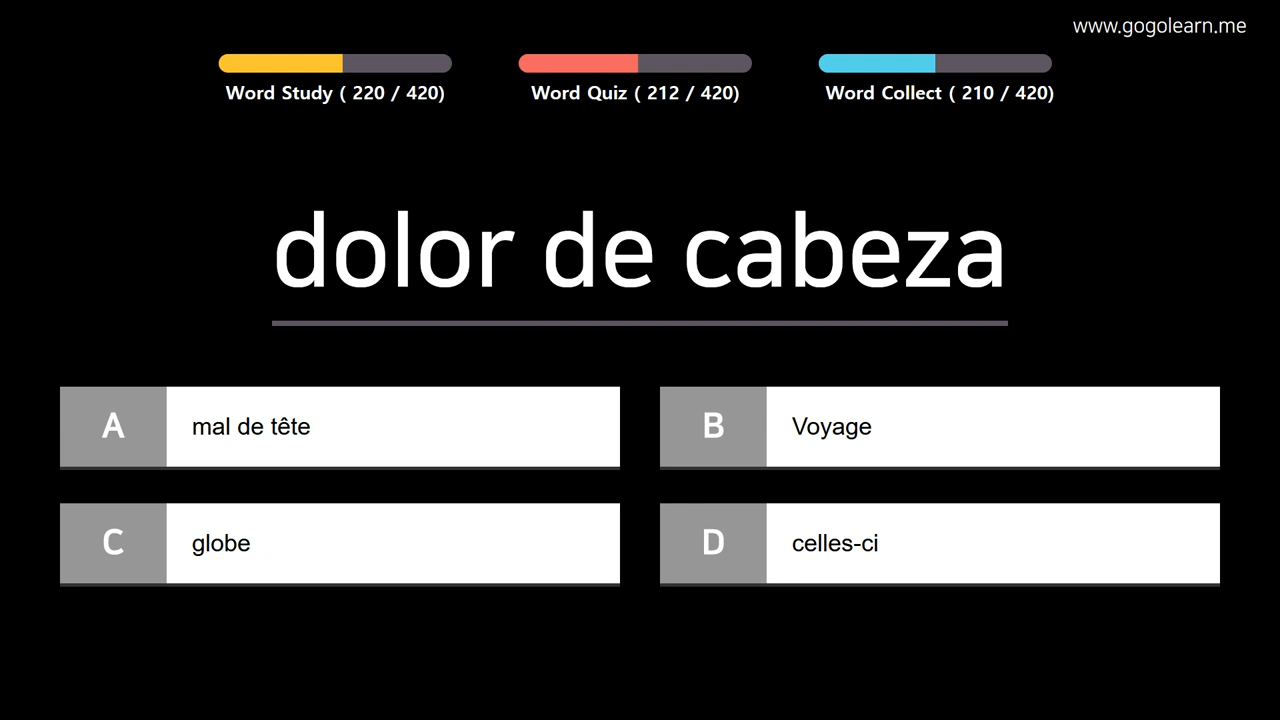 www.gogolearn.me
Word Study ( 220 / 420)
Word Quiz ( 212 / 420)
Word Collect ( 210 / 420)
dolor de cabeza
A mal de tête
B Voyage
C globe
D celles-ci